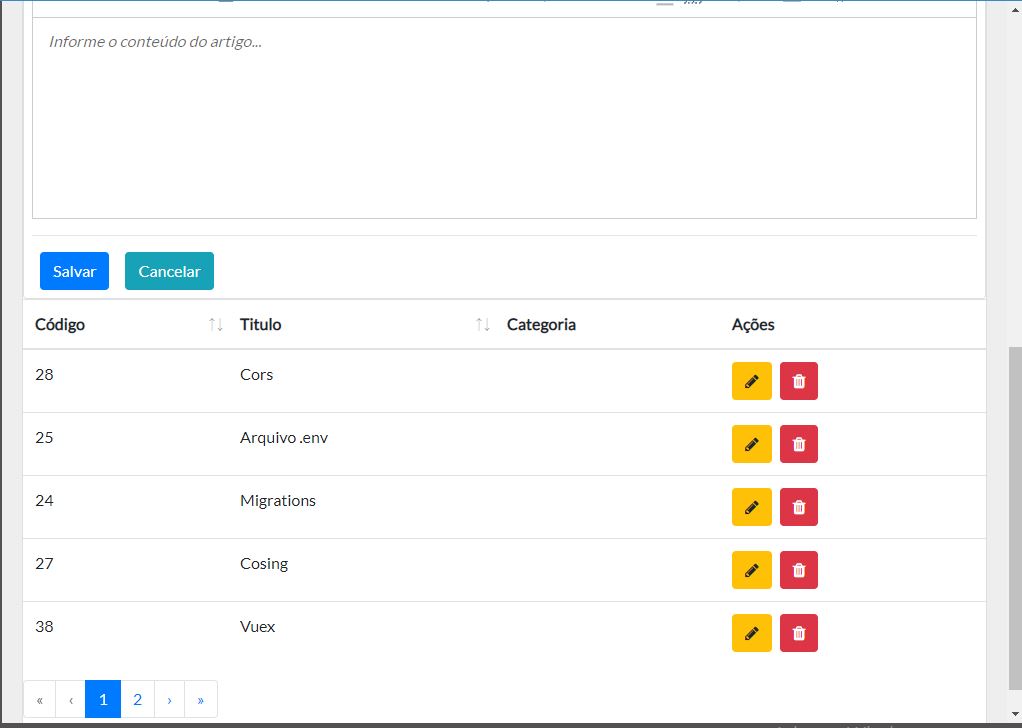 Informe o conteúdo do artigo...
Salvar Cancelar
Código Titulo Categoria Ações
28 Cors
25 Arquivo .env
24 Migrations
27 Cosing
38 Vuex
« ‹ 1 2 › »